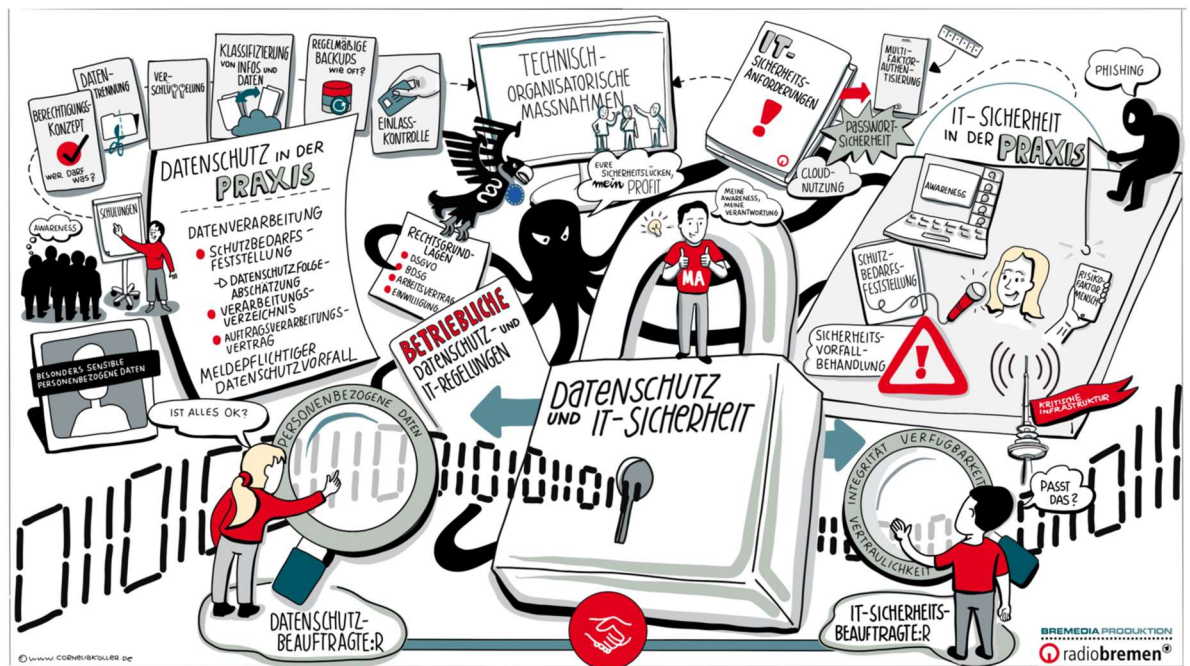 BERECHTIGUNGS-
KONZEPT
WER DARF
WAS?
DATEN-
TRENNUNG
VER-
SCHLÜSSELUNG
KLASSIFIZIERUNG
VON INFOS UND
DATEN
REGELMÄßIGE
BACKUPS
WIE OFT?
EINLASS-
KONTROLLE
TECHNISCH-
ORGANISATORISCHE
MASSNAHMEN
IT-
SICHERHEITS-
ANFORDERUNGEN
!
MULTI-
FAKTOR-
AUTHEN-
TISIERUNG
PASSWORT-
SICHERHEIT
CLOUD-
NUTZUNG
PHISHING
IT-SICHERHEIT
IN DER PRAXIS
AWARENESS
SCHUTZ-
BEDARFS-
FESTSTELLUNG
RISIKO-
FAKTOR
MENSCH
SICHERHEITS-
VORFALL-
BEHANDLUNG
!
KRITISCHE
INFRASTRUKTUR
SCHULUNGEN
AWARENESS
DATENSCHUTZ IN DER
PRAXIS
DATENVERARBEITUNG
SCHUTZBEDARFS-
FESTSTELLUNG
DATENSCHUTZFOLGE-
ABSCHÄTZUNG
VERARBEITUNGS-
VERZEICHNIS
AUFTRAGSVERARBEITUNGS-
VERTRAG
MELDEPFLICHTIGER
DATENSCHUTZVORFALL
BESONDERS SENSIBLE
PERSONENBEZOGENE DATEN
RECHTSGRUND-
LAGEN
DSGVO
BDSG
ARBEITSVERTRAG
EINWILLIGUNG
BETRIEBLICHE
DATENSCHUTZ- UND
IT-REGELUNGEN
EURE
SICHERHEITSLÜCKEN,
mein PROFIT
MEINE
AWARENESS,
MEINE
VERANTWORTUNG
MA
DATENSCHUTZ
UND IT-SICHERHEIT
IST ALLES OK?
PERSONENBEZOGENE DATEN
DATENSCHUTZ-
BEAUFTRAGTE:R
INTEGRITÄT VERFÜGBARKEIT
VERTRAULICHKEIT
PASST
DAS?
IT-SICHERHEITS-
BEAUFTRAGTE:R
© WWW.CORNELIAKOLLER.DE
BREMEDIA PRODUKTION
radiobremen